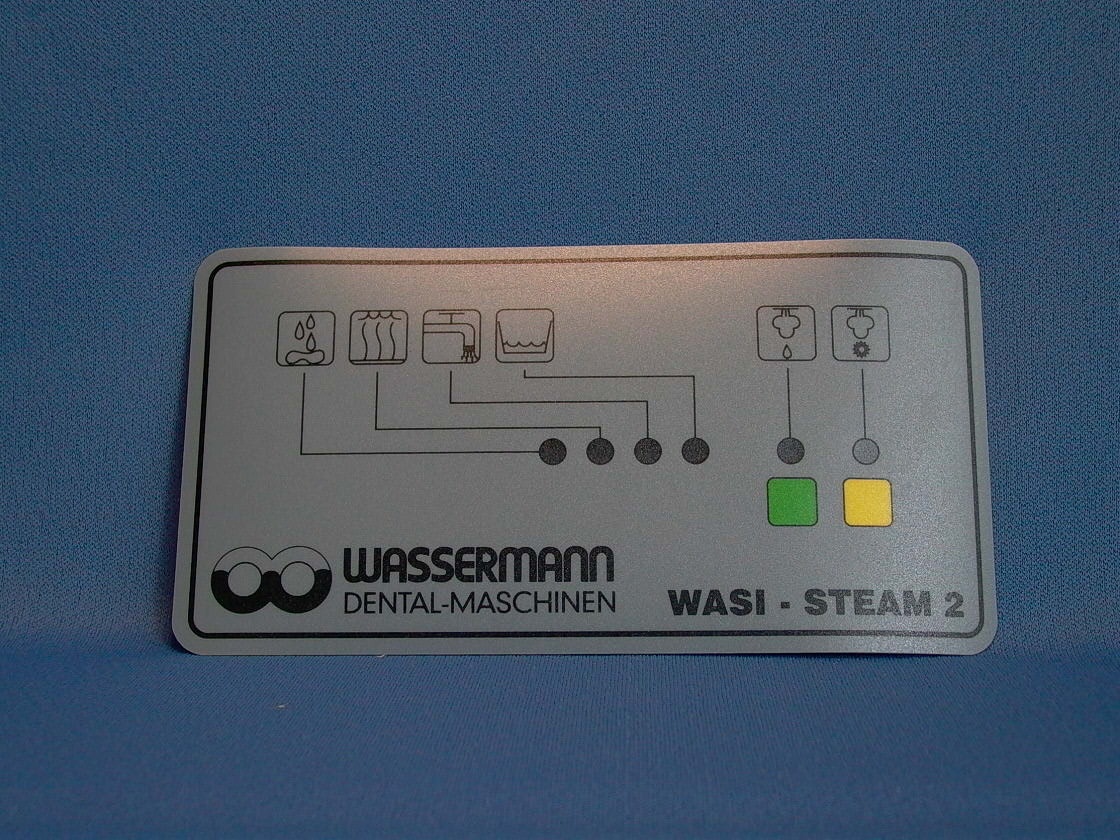 WASSERMANN
DENTAL-MASCHINEN
WASI - STEAM 2